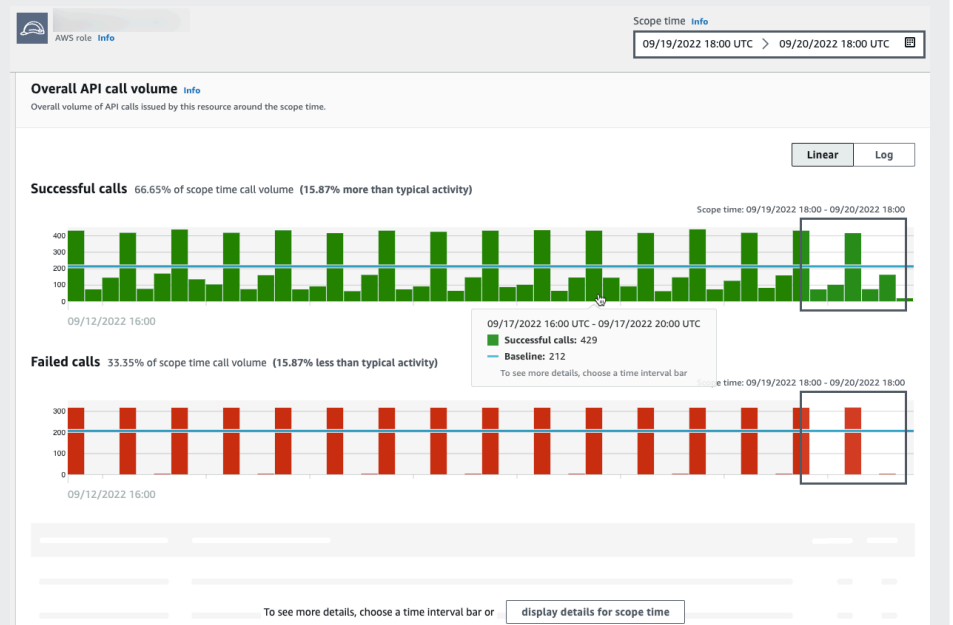 Scope time Info
AWS role Info
09/19/2022 18:00 UTC > 09/20/2022 18:00 UTC
Overall API call volume Info
Overall volume of API calls issued by this resource around the scope time.
Linear Log
Successful calls 66.65% of scope time call volume (15.87% more than typical activity)
Scope time: 09/19/2022 18:00 - 09/20/2022 18:00
400
300
200
100
0
09/12/2022 16:00
09/17/2022 16:00 UTC - 09/17/2022 20:00 UTC
Successful calls: 429
Baseline: 212
To see more details, choose a time interval bar
Failed calls 33.35% of scope time call volume (15.87% less than typical activity)
e time: 09/19/2022 18:00 - 09/20/2022 18:00
300
200
100
0
09/12/2022 16:00
To see more details, choose a time interval bar or display details for scope time